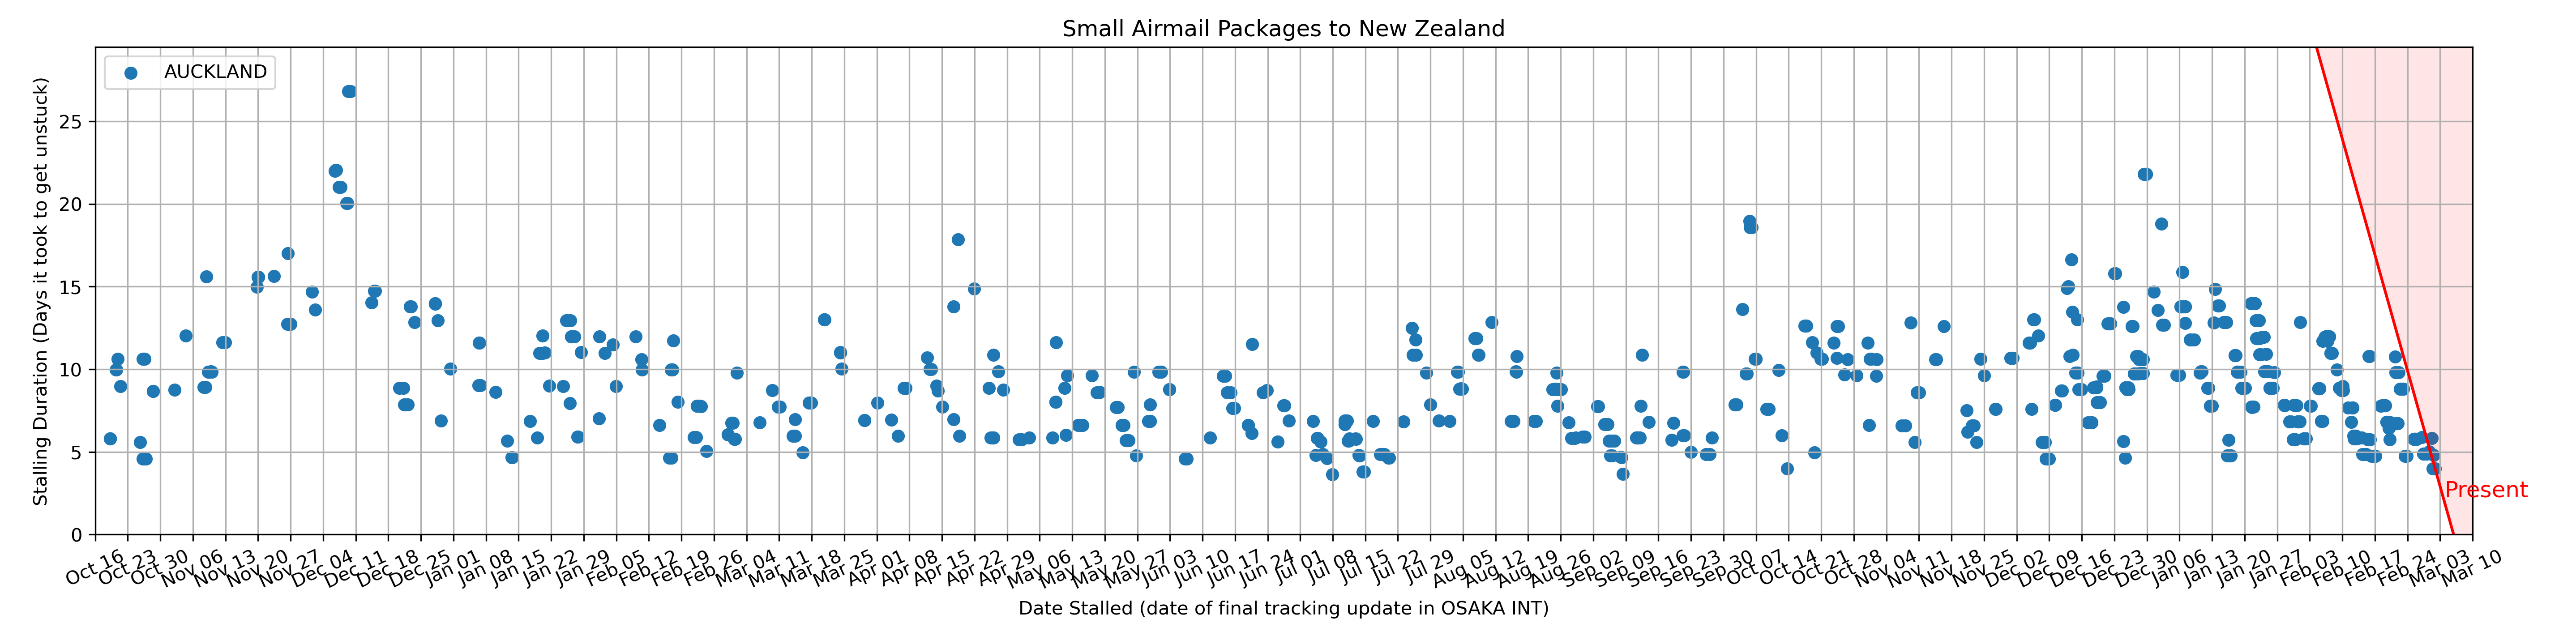 Small Airmail Packages to New Zealand
AUCKLAND
Stalling Duration (Days it took to get unstuck)
25
20
15
10
5
0
Present
Oct 16
Oct 23
Oct 30
Nov 06
Nov 13
Nov 20
Nov 27
Dec 04
Dec 11
Dec 18
Dec 25
Jan 01
Jan 08
Jan 15
Jan 22
Jan 29
Feb 05
Feb 12
Feb 19
Feb 26
Mar 04
Mar 11
Mar 18
Mar 25
Apr 01
Apr 08
Apr 15
Apr 22
Apr 29
May 06
May 13
May 20
May 27
Jun 03
Jun 10
Jun 17
Jun 24
Jul 01
Jul 08
Jul 15
Jul 22
Jul 29
Aug 05
Aug 12
Aug 19
Aug 26
Sep 02
Sep 09
Sep 16
Sep 23
Sep 30
Oct 07
Oct 14
Oct 21
Oct 28
Nov 04
Nov 11
Nov 18
Nov 25
Dec 02
Dec 09
Dec 16
Dec 23
Dec 30
Jan 06
Jan 13
Jan 20
Jan 27
Feb 03
Feb 10
Feb 17
Feb 24
Mar 03
Mar 10
Date Stalled (date of final tracking update in OSAKA INT)